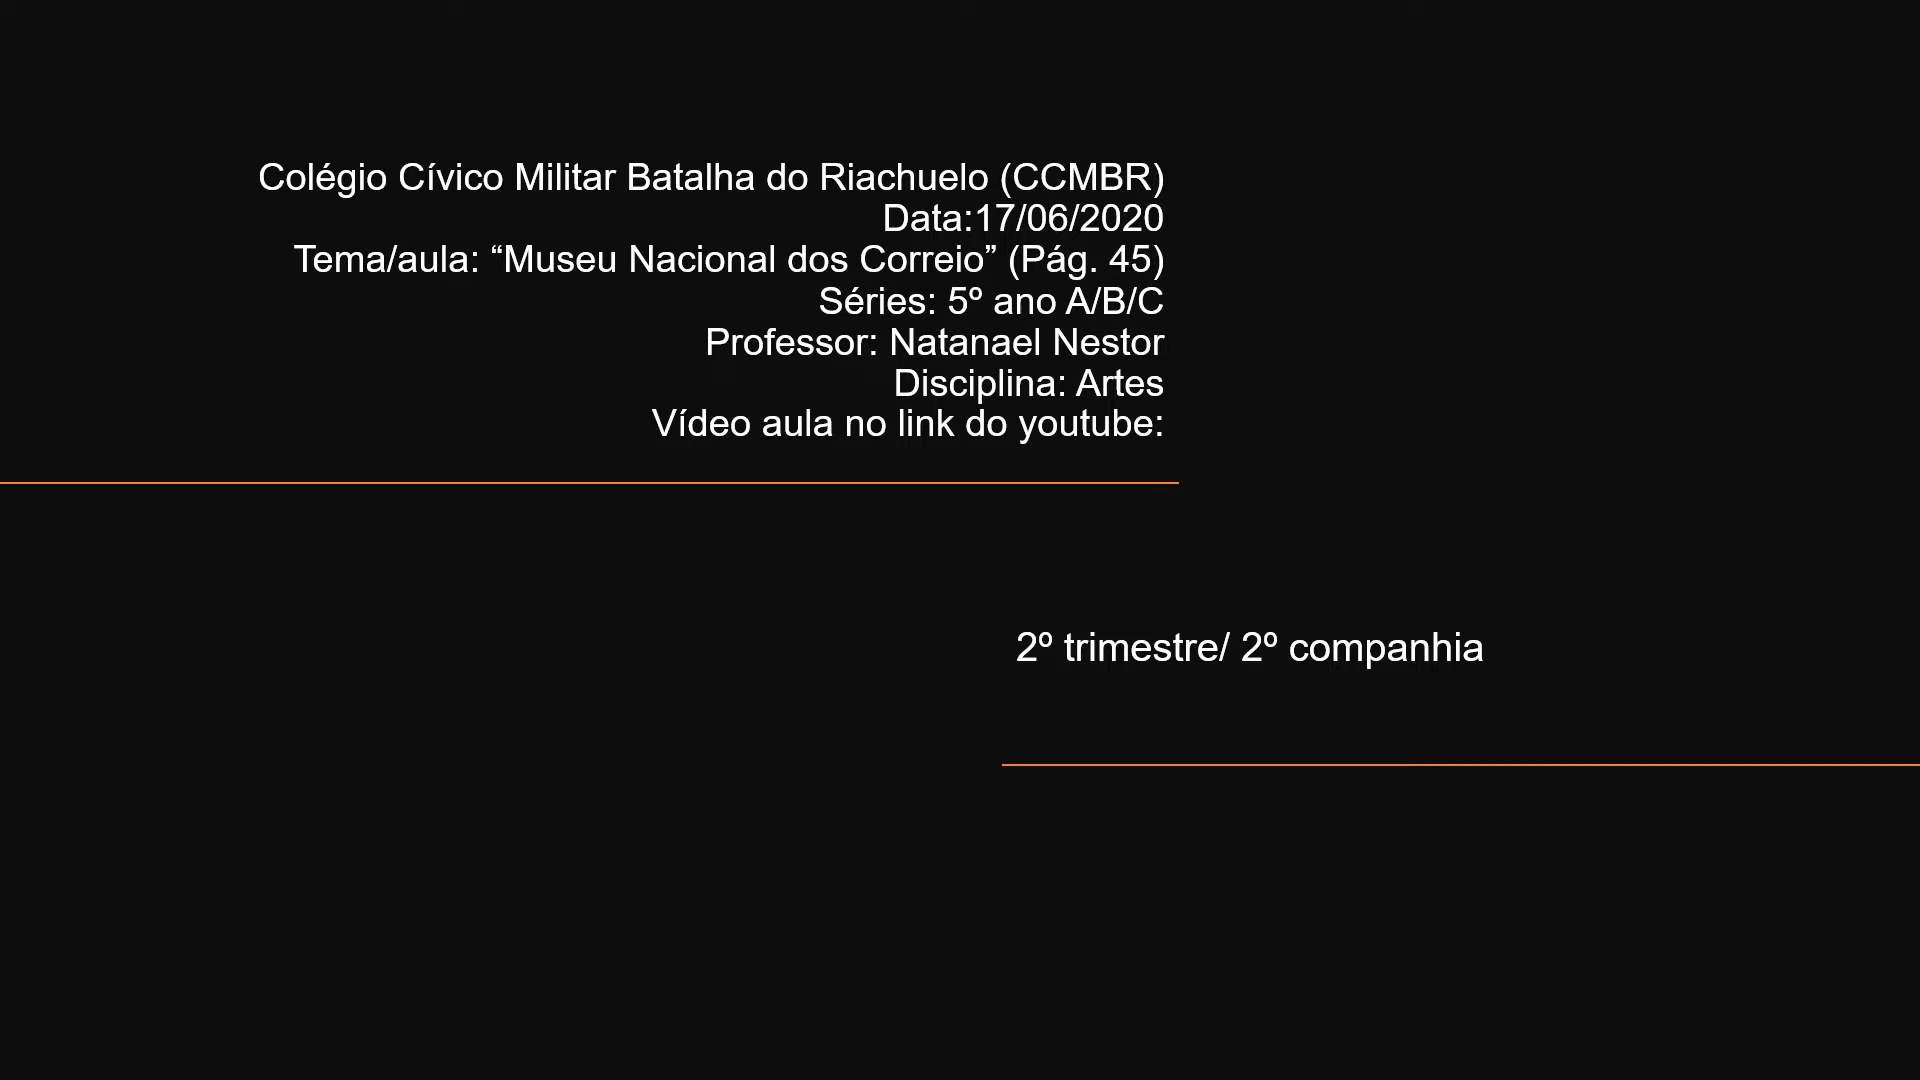 Colégio Cívico Militar Batalha do Riachuelo (CCMBR)
Data:17/06/2020
Tema/aula: “Museu Nacional dos Correio” (Pág. 45)
Séries: 5º ano A/B/C
Professor: Natanael Nestor
Disciplina: Artes
Vídeo aula no link do youtube:
2º trimestre/ 2º companhia